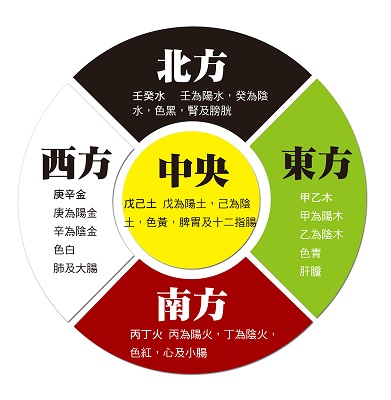 北方
壬癸水 壬為陽水，癸為陰
水，色黑，腎及膀胱
西方
庚辛金
庚為陽金
辛為陰金
色白
肺及大腸
中央
戊己土 戊為陽土，己為陰
土，色黃，脾胃及十二指腸
東方
甲乙木
甲為陽木
乙為陰木
色青
肝膽
南方
丙丁火 丙為陽火，丁為陰火，
色紅，心及小腸